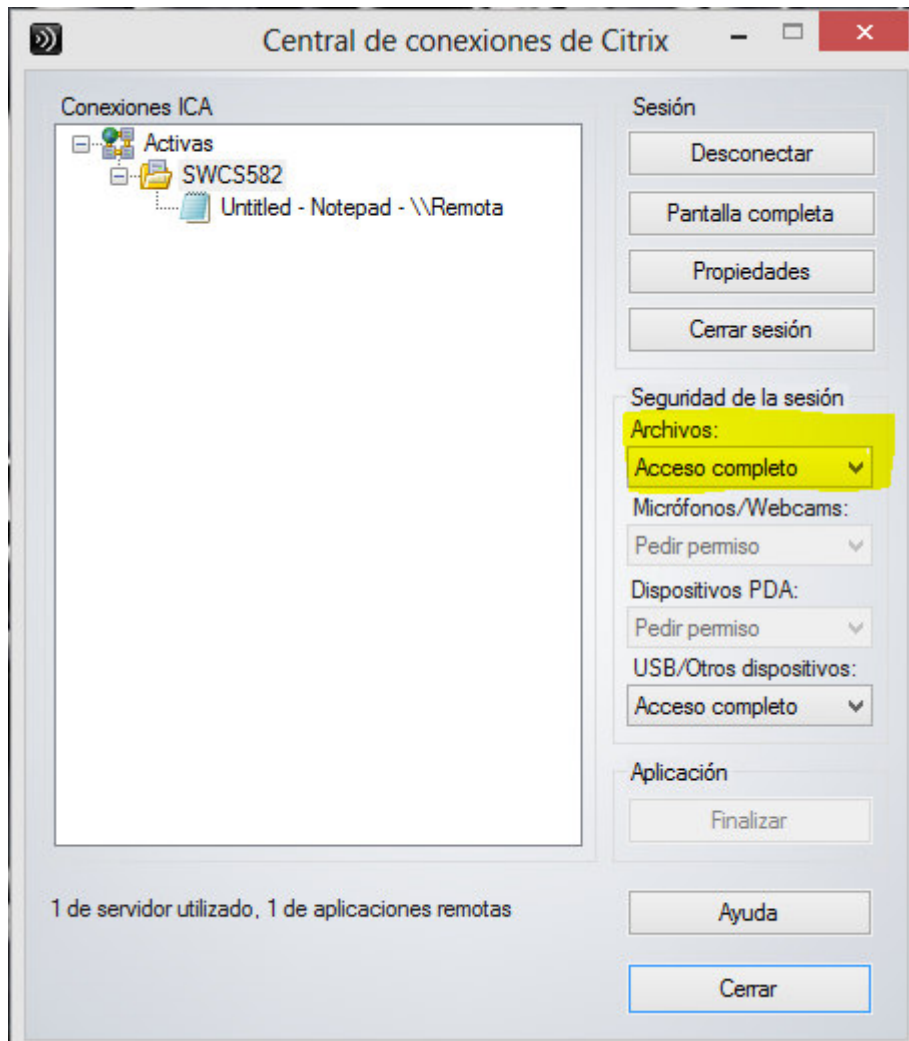 Central de conexiones de Citrix
Conexiones ICA
Activas
SWCS582
Untitled - Notepad - \\Remota
Sesión
Desconectar
Pantalla completa
Propiedades
Cerrar sesión
Seguridad de la sesión
Archivos:
Acceso completo
Micrófonos/Webcams:
Pedir permiso
Dispositivos PDA:
Pedir permiso
USB/Otros dispositivos:
Acceso completo
Aplicación
Finalizar
1 de servidor utilizado, 1 de aplicaciones remotas
Ayuda
Cerrar